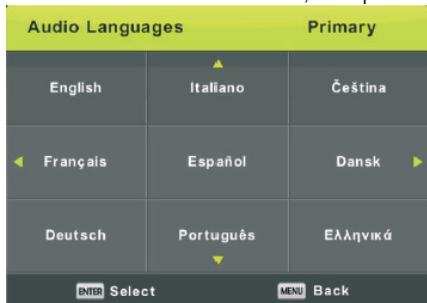 Audio Languages Primary
English Italiano Čeština
Français Español Dansk
Deutsch Português Ελληνικά
ENTER Select MENU Back